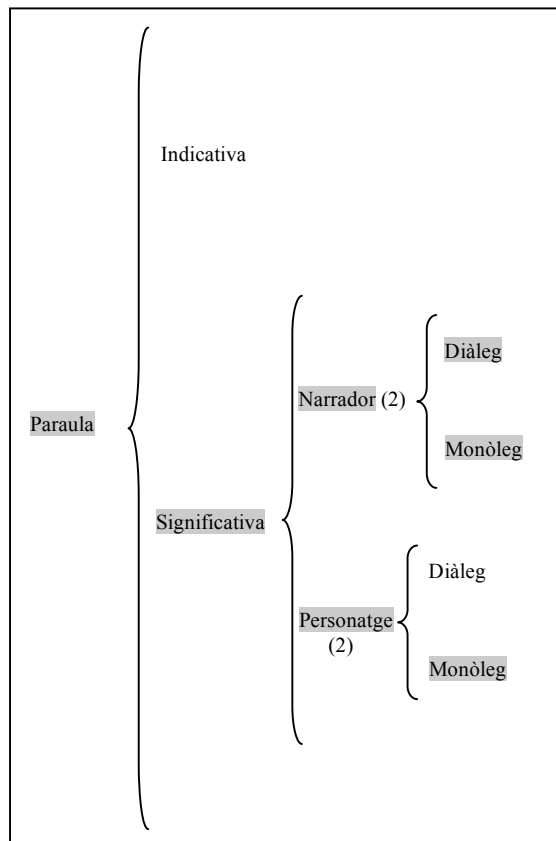 Indicativa
Diàleg
Narrador (2)
Paraula
Monòleg
Significativa
Diàleg
Personatge
(2)
Monòleg